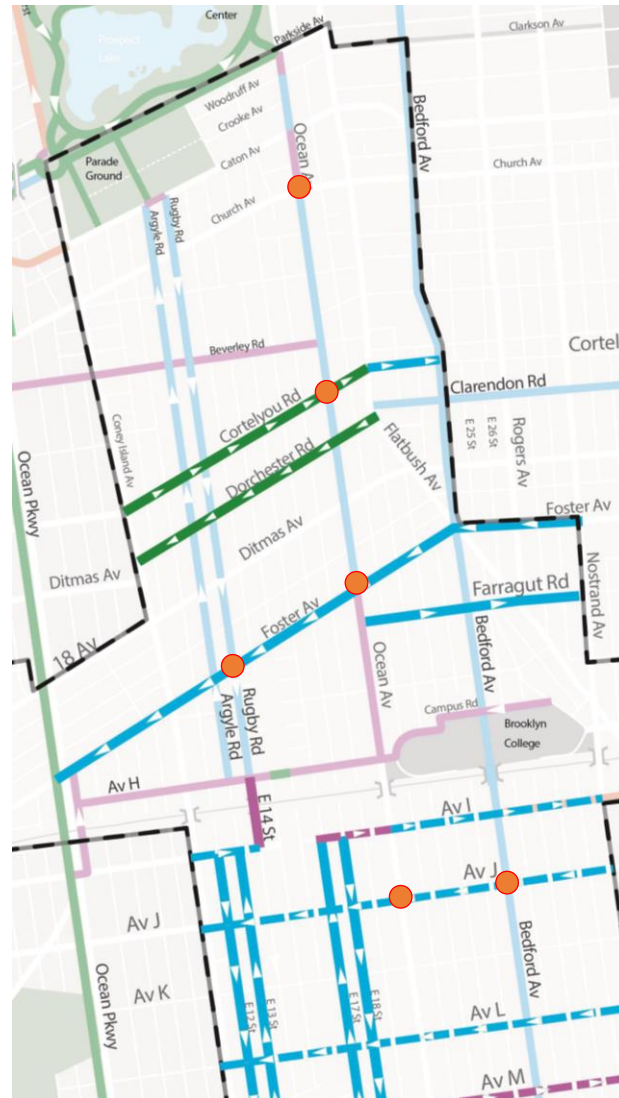 Center
Prospect
Lake
Parkside Av
Clarkson Av
Woodruff Av
Crooke Av
Caton Av
Church Av
Parade
Ground
Ocean A
Bedford Av
Church Av
Argyle Rd
Rugby Rd
Beverley Rd
Cortel
Clarendon Rd
Cortelyou Rd
Dorchester Rd
Coney Island Av
Flatbush Av
E 25 St
E 26 St
Rogers Av
Ocean Pkwy
Ditmas Av
Ditmas Av
Foster Av
Farragut Rd
Nostrand Av
18 Av
Foster Av
Ocean Av
Bedford Av
Argyle Rd
Rugby Rd
Campus Rd
Brooklyn
College
Av H
E 14 St
Av I
Av J
Av J
Av K
Ocean Pkwy
E 12 St
E 13 St
E 17 St
E 18 St
Bedford Av
Av L
Av M